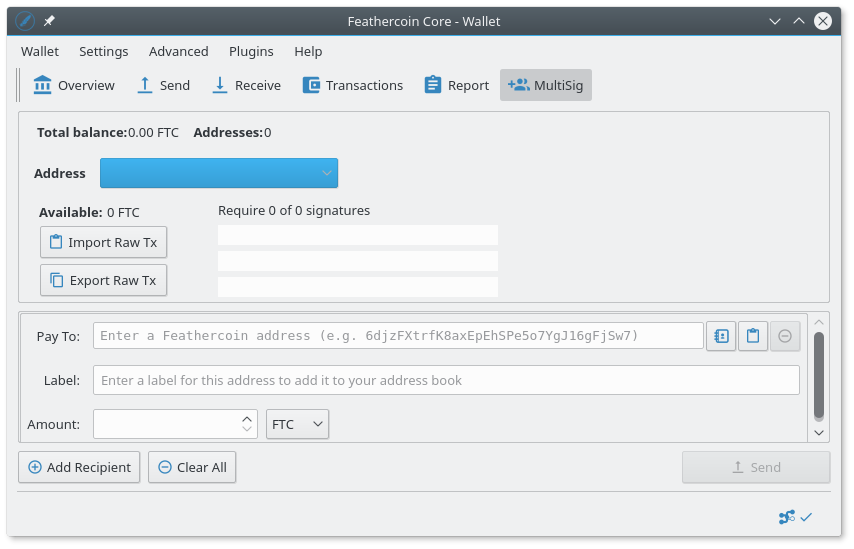 Feathercoin Core - Wallet
Wallet Settings Advanced Plugins Help
Overview Send Receive Transactions Report MultiSig
Total balance:0.00 FTC Addresses:0
Address
Available: 0 FTC Require 0 of 0 signatures
Import Raw Tx
Export Raw Tx
Pay To: Enter a Feathercoin address (e.g. 6djzFXtrfK8axEpEhSPe5o7YgJ16gFjSw7)
Label: Enter a label for this address to add it to your address book
Amount: FTC
Add Recipient Clear All Send